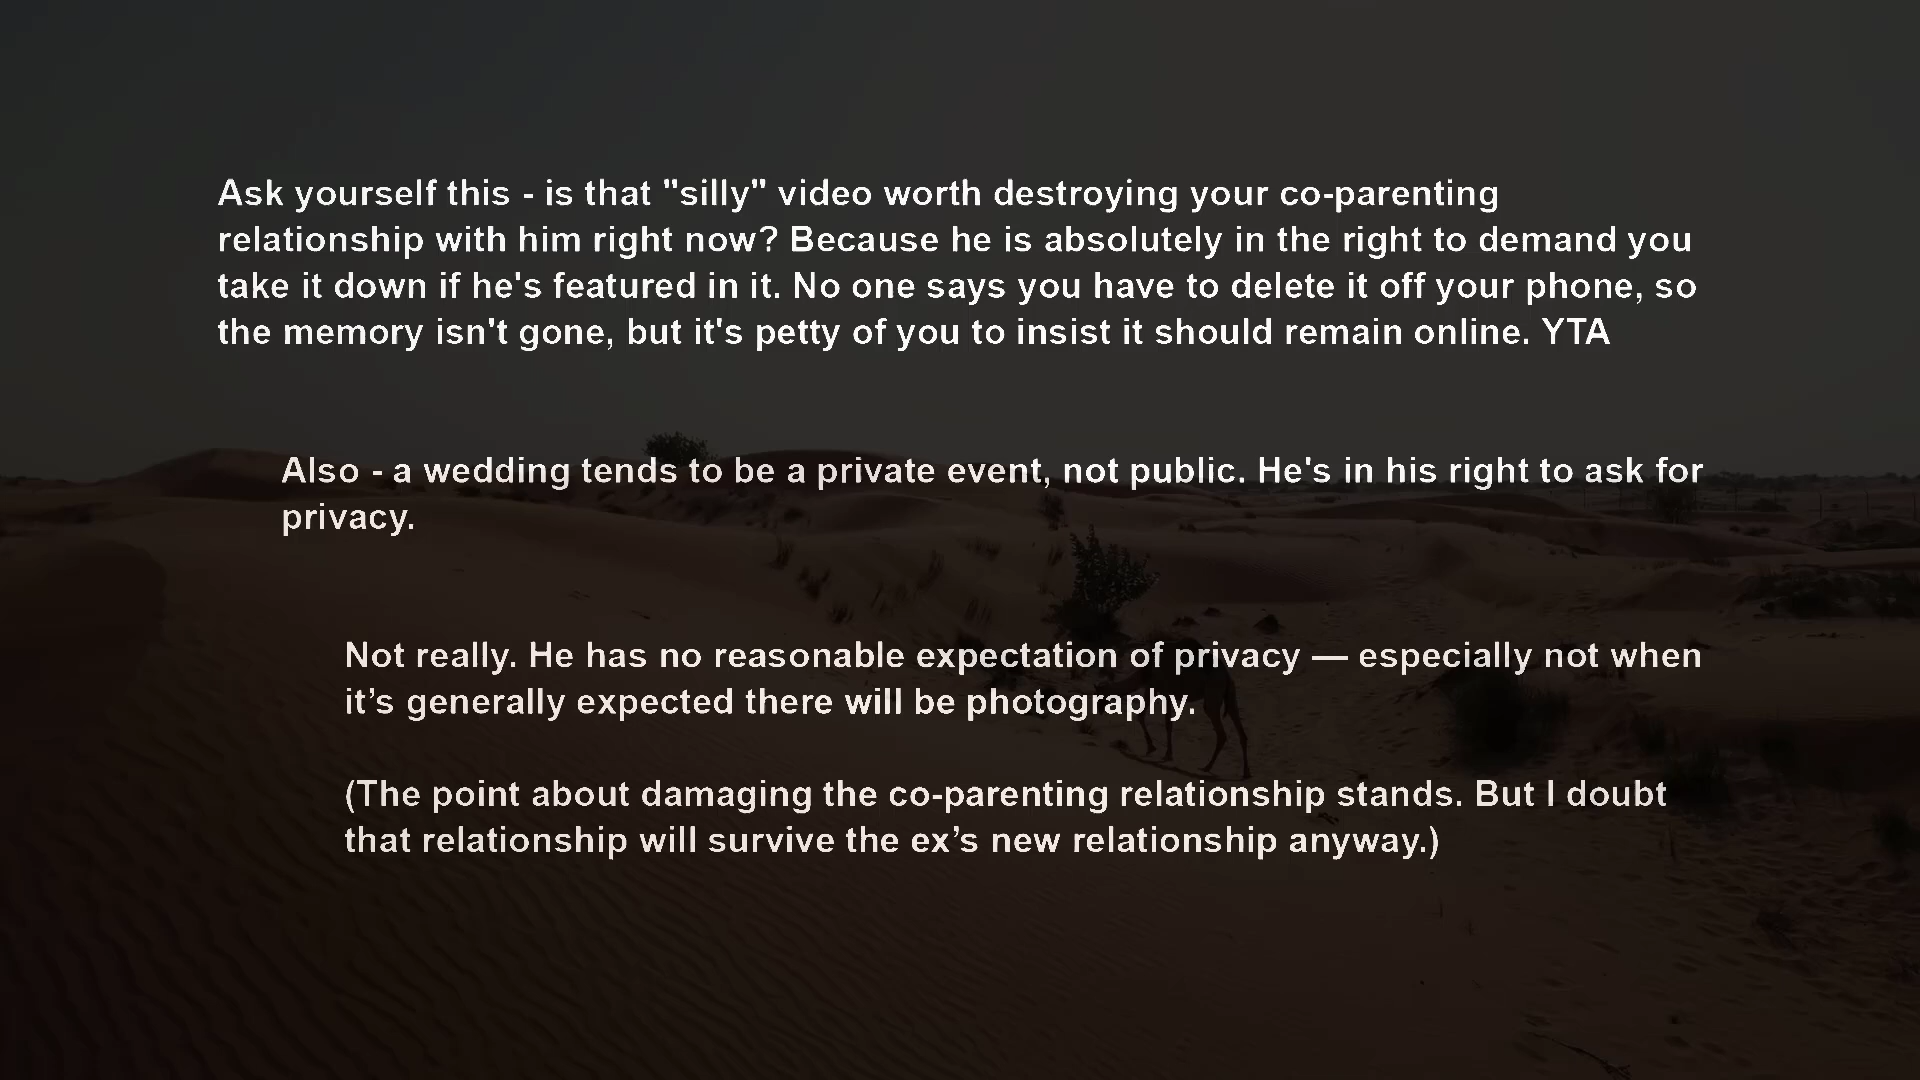 Ask yourself this - is that "silly" video worth destroying your co-parenting
relationship with him right now? Because he is absolutely in the right to demand you
take it down if he's featured in it. No one says you have to delete it off your phone, so
the memory isn't gone, but it's petty of you to insist it should remain online. YTA
Also - a wedding tends to be a private event, not public. He's in his right to ask for
privacy.
Not really. He has no reasonable expectation of privacy — especially not when
it’s generally expected there will be photography.
(The point about damaging the co-parenting relationship stands. But I doubt
that relationship will survive the ex’s new relationship anyway.)